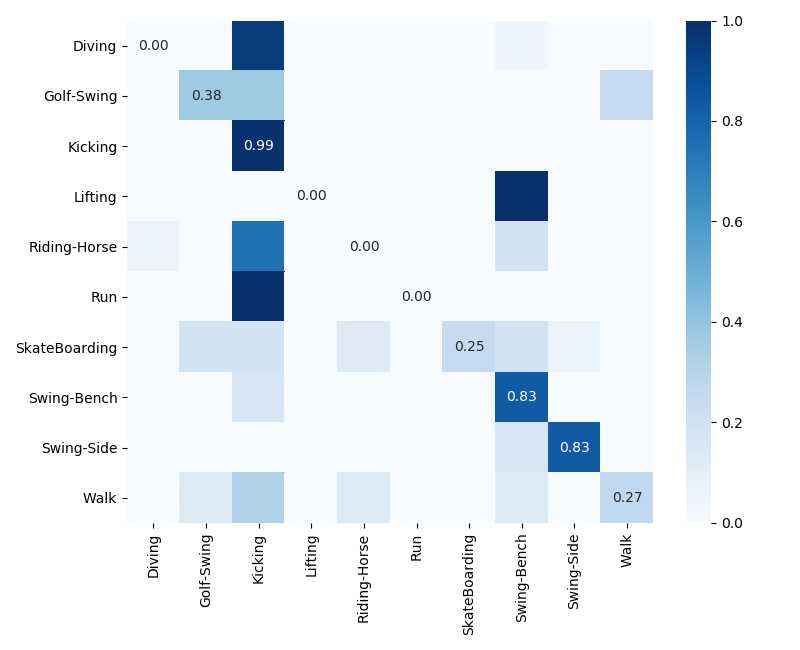 1.0
Diving 0.00
0.8
Golf-Swing 0.38
Kicking 0.99
0.6
Lifting 0.00
Riding-Horse 0.00
0.4
Run 0.00
SkateBoarding 0.25
0.2
Swing-Bench 0.83
Swing-Side 0.83
Walk 0.27
0.0
Diving
Golf-Swing
Kicking
Lifting
Riding-Horse
Run
SkateBoarding
Swing-Bench
Swing-Side
Walk